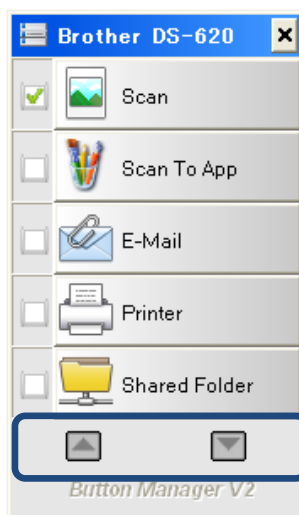 Brother DS-620
Scan
Scan To App
E-Mail
Printer
Shared Folder
Button Manager V2